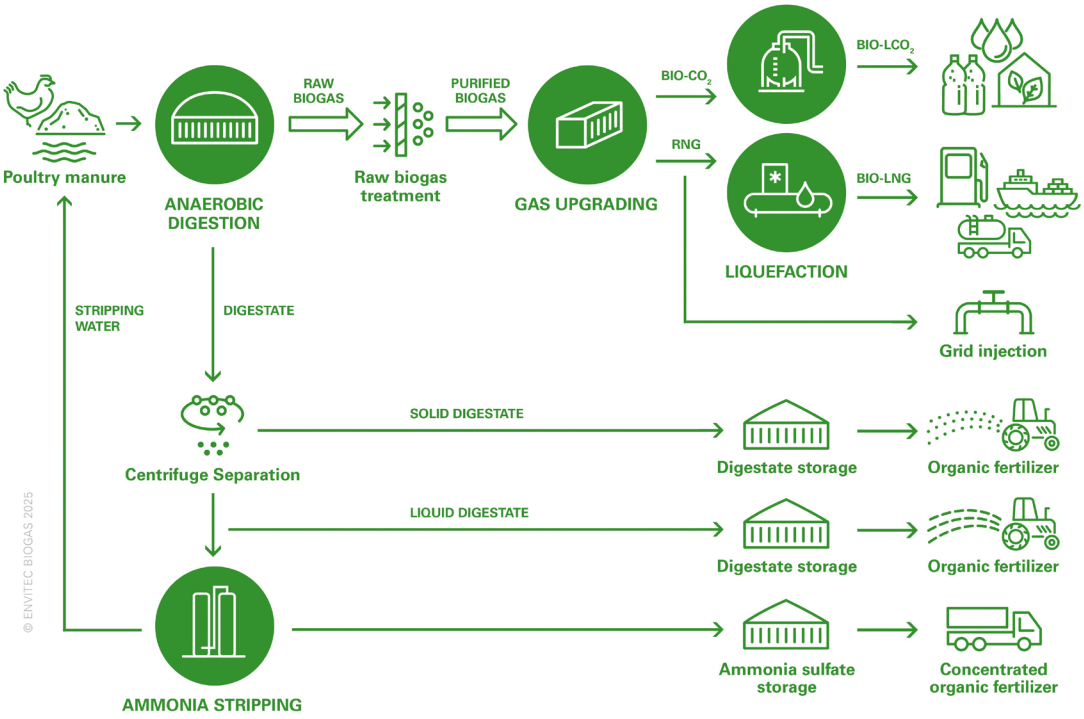 BIO-LCO₂
BIO-CO₂
RAW
BIOGAS
PURIFIED
BIOGAS
RNG
Poultry manure
Raw biogas
treatment
ANAEROBIC
DIGESTION
GAS UPGRADING
BIO-LNG
LIQUEFACTION
STRIPPING
WATER
DIGESTATE
Grid injection
SOLID DIGESTATE
Centrifuge Separation
Digestate storage
Organic fertilizer
LIQUID DIGESTATE
Digestate storage
Organic fertilizer
AMMONIA STRIPPING
Ammonia sulfate
storage
Concentrated
organic fertilizer
© ENVITEC BIOGAS 2025